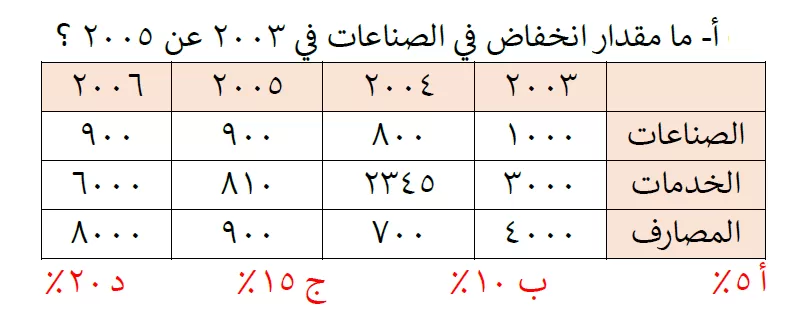 أ- ما مقدار انخفاض في الصناعات في ٢٠٠٣ عن ٢٠٠٥ ؟
٢٠٠٣ ٢٠٠٤ ٢٠٠٥ ٢٠٠٦
الصناعات ١٠٠٠ ٨٠٠ ٩٠٠ ٩٠٠
الخدمات ٣٠٠٠ ٢٣٤٥ ٨١٠ ٦٠٠٠
المصارف ٤٠٠٠ ٧٠٠ ٩٠٠ ٨٠٠٠
أ ٥٪ ب ١٠٪ ج ١٥٪ د ٢٠٪